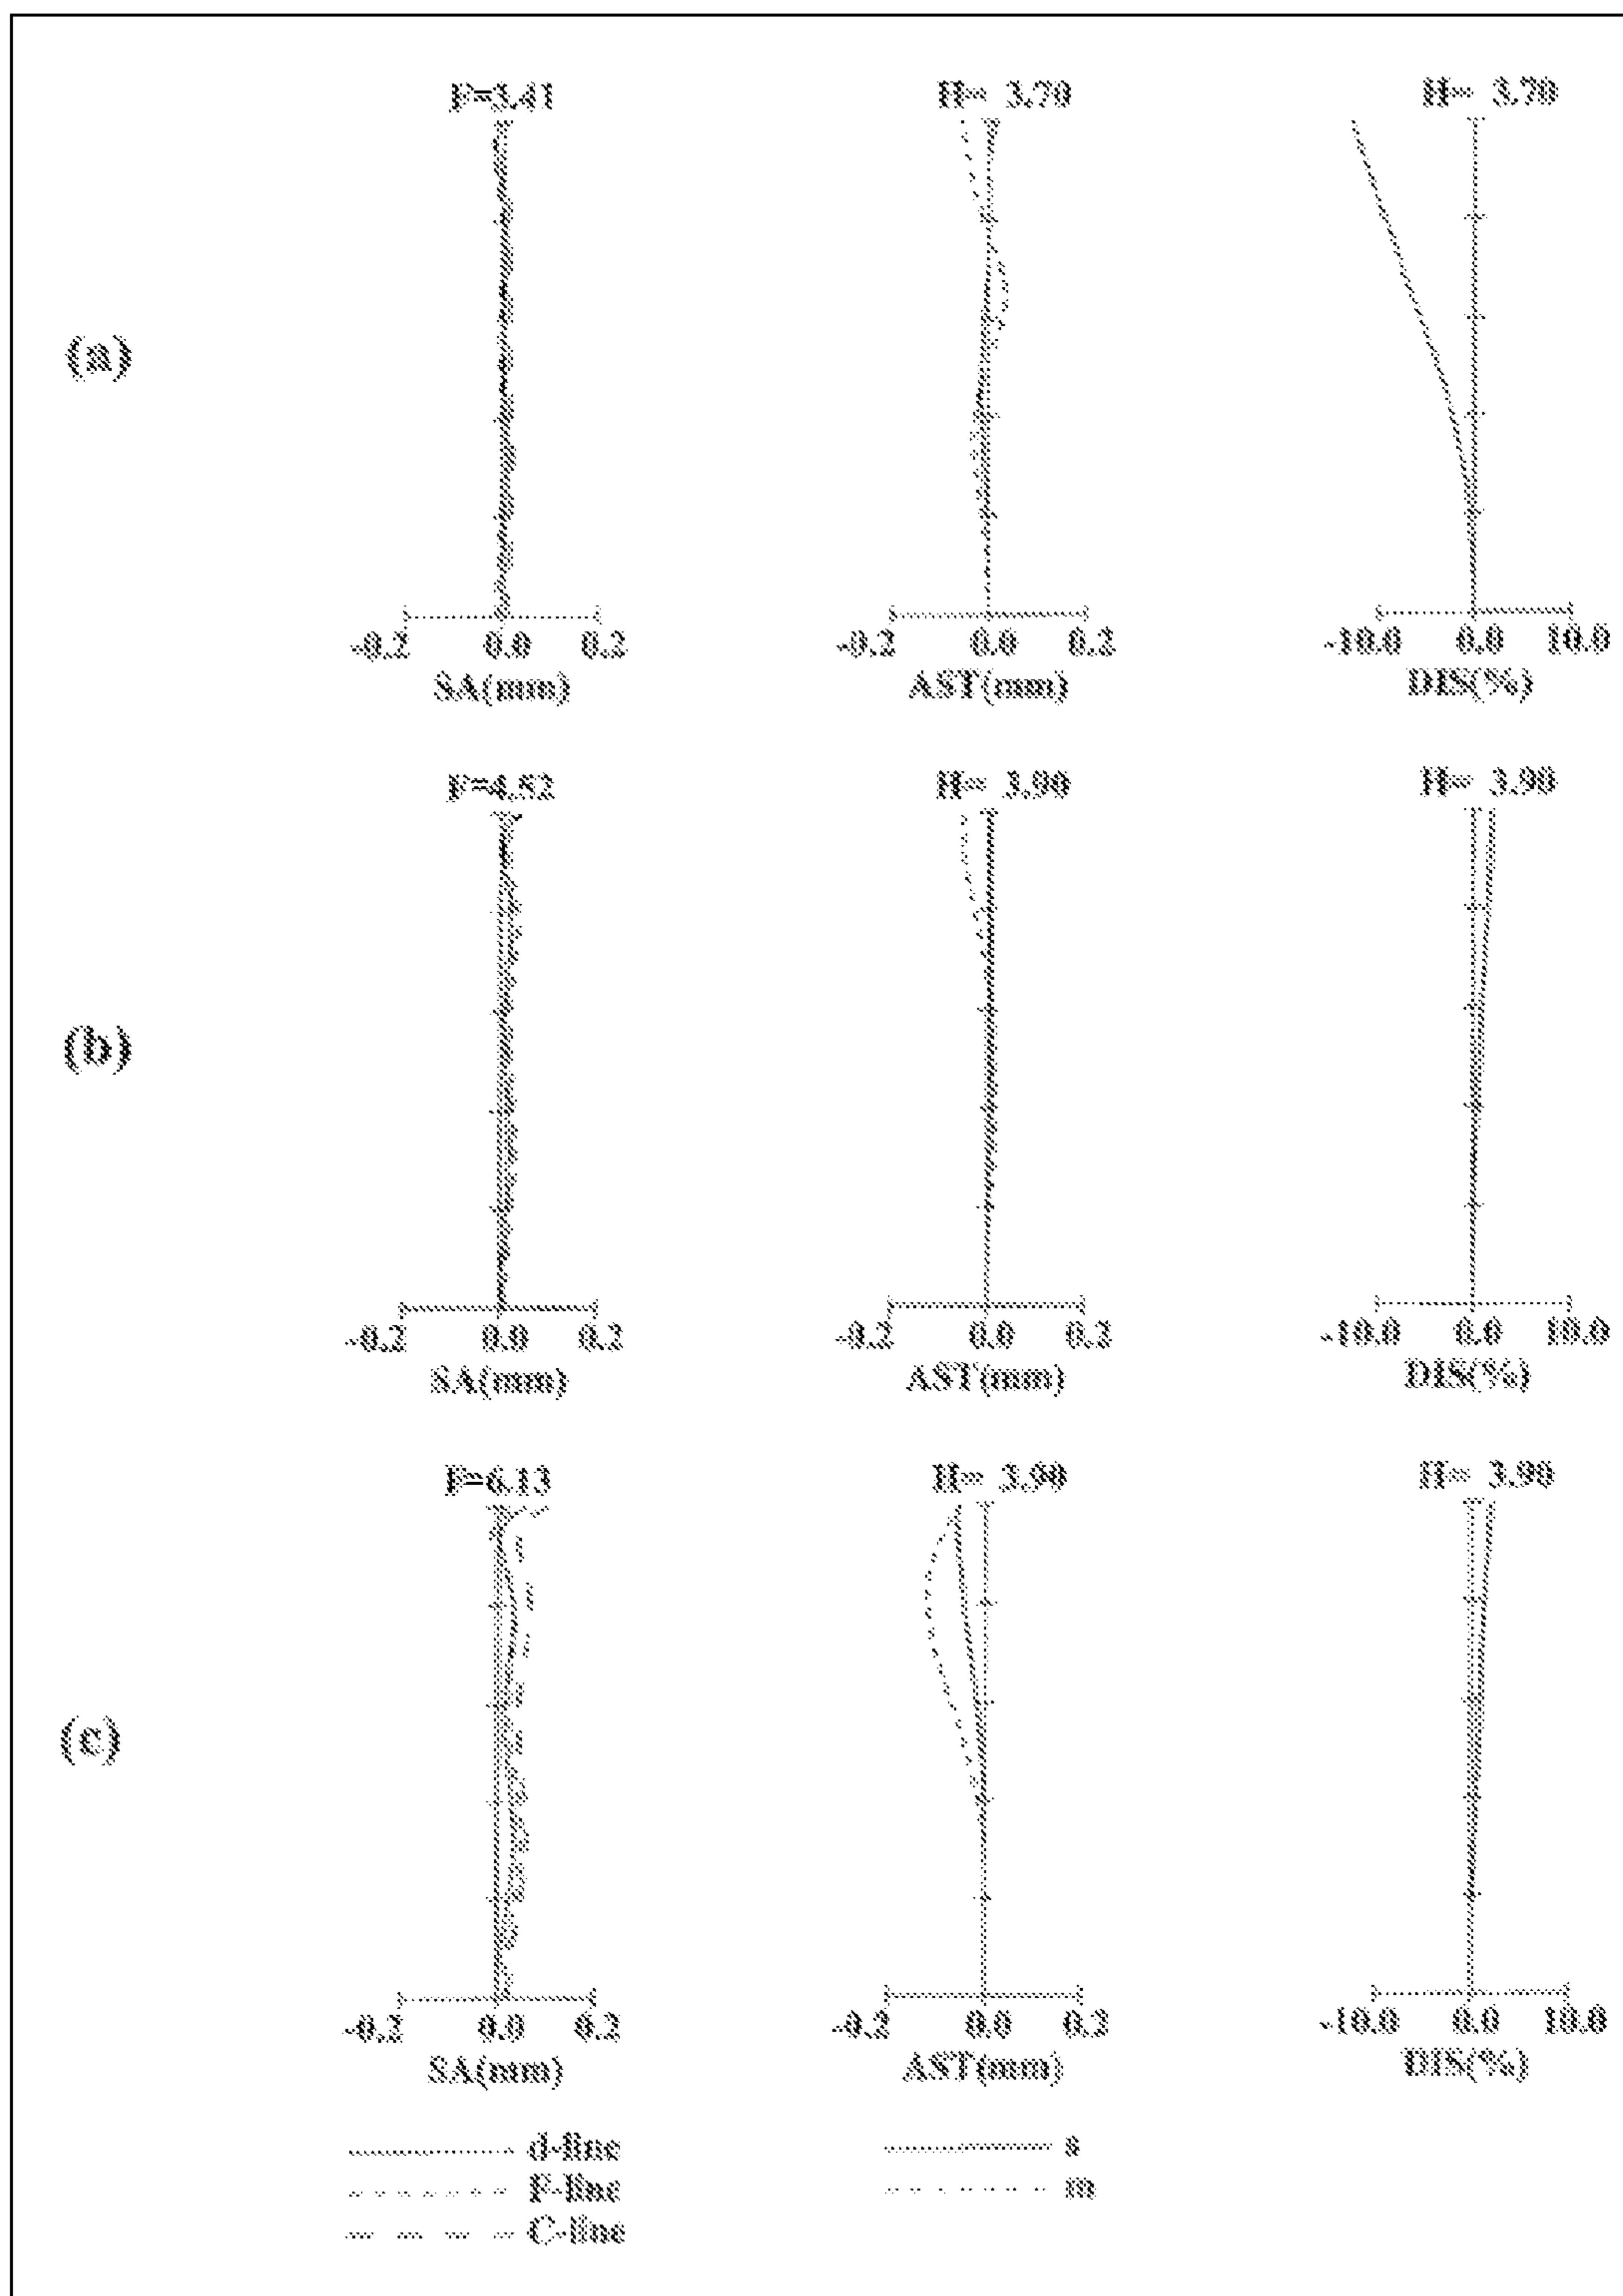 F=3.41 H= 3.70 H= 3.70
(a)
-0.2 0.0 0.2 -0.2 0.0 0.2 -10.0 0.0 10.0
SA(mm) AST(mm) DIS(%)
F=4.52 H= 3.90 H= 3.90
(b)
-0.2 0.0 0.2 -0.2 0.0 0.2 -10.0 0.0 10.0
SA(mm) AST(mm) DIS(%)
F=6.13 H= 3.90 H= 3.90
(c)
-0.2 0.0 0.2 -0.2 0.0 0.2 -10.0 0.0 10.0
SA(mm) AST(mm) DIS(%)
d-line s
F-line m
C-line